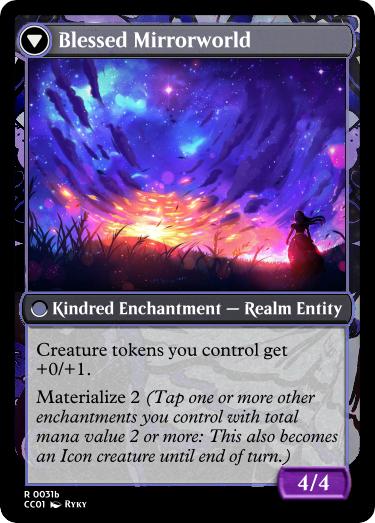 Blessed Mirrorworld
Kindred Enchantment — Realm Entity
Creature tokens you control get
+0/+1.
Materialize 2 (Tap one or more other
enchantments you control with total
mana value 2 or more: This also becomes
an Icon creature until end of turn.)
4/4
R 0031b
CC01 RYKY